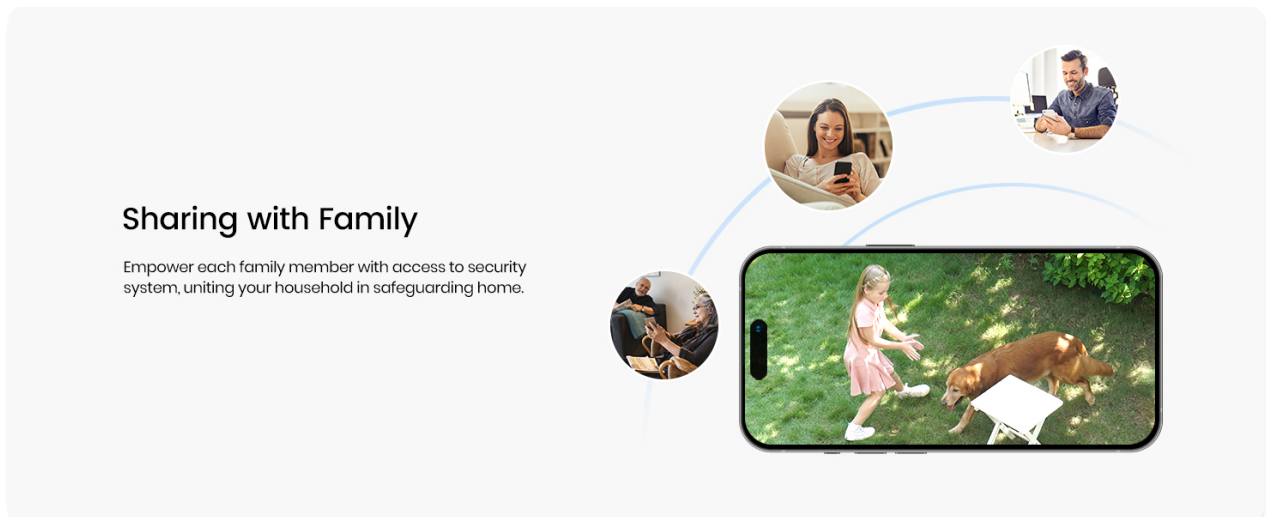 Sharing with Family
Empower each family member with access to security
system, uniting your household in safeguarding home.